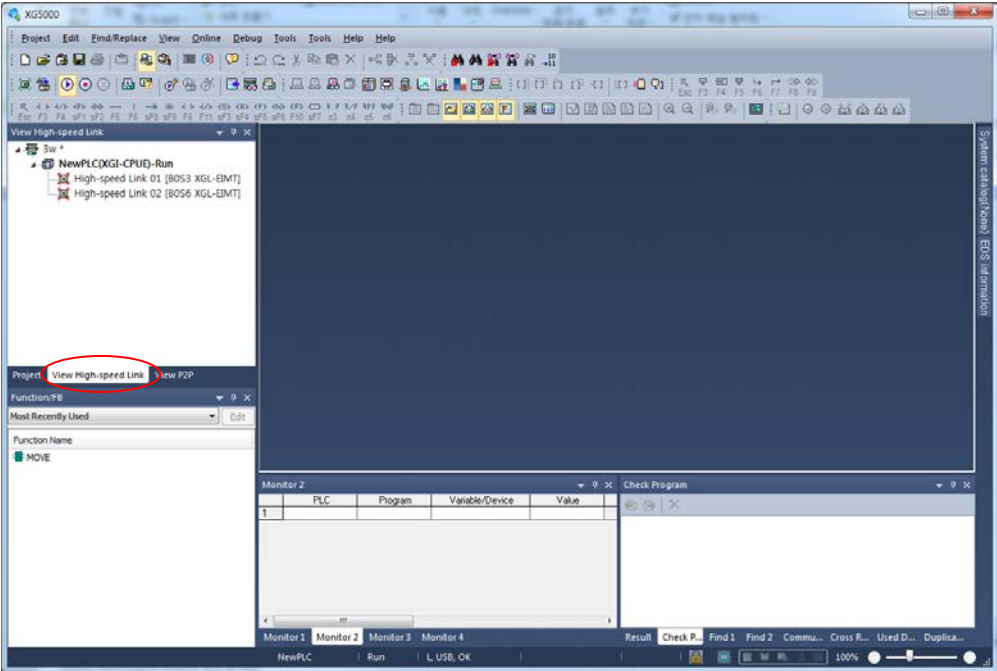 XG5000
Project Edit Find/Replace View Online Debug Tools Tools Help Help
Esc F3 F4 F5 F6 F7 F8 F9
Esc F3 F4 sF1 sF2 F5 F6 sF8 sF9 F9 F11 sF3 sF4 sF5 sF6 F10 sF7 c3 c4 c5 c6
View High-speed Link
3w *
NewPLC(XGI-CPUE)-Run
High-speed Link 01 [B0S3 XGL-EIMT]
High-speed Link 02 [B0S6 XGL-EIMT]
System catalog(None) EDS information
Project View High-speed Link View P2P
Function/FB
Most Recently Used Edit
Function Name
MOVE
Monitor 2
PLC Program Variable/Device Value
1
Monitor 1 Monitor 2 Monitor 3 Monitor 4
Check Program
Result Check P... Find 1 Find 2 Commu... Cross R... Used D... Duplica...
NewPLC Run L, USB, OK 100%